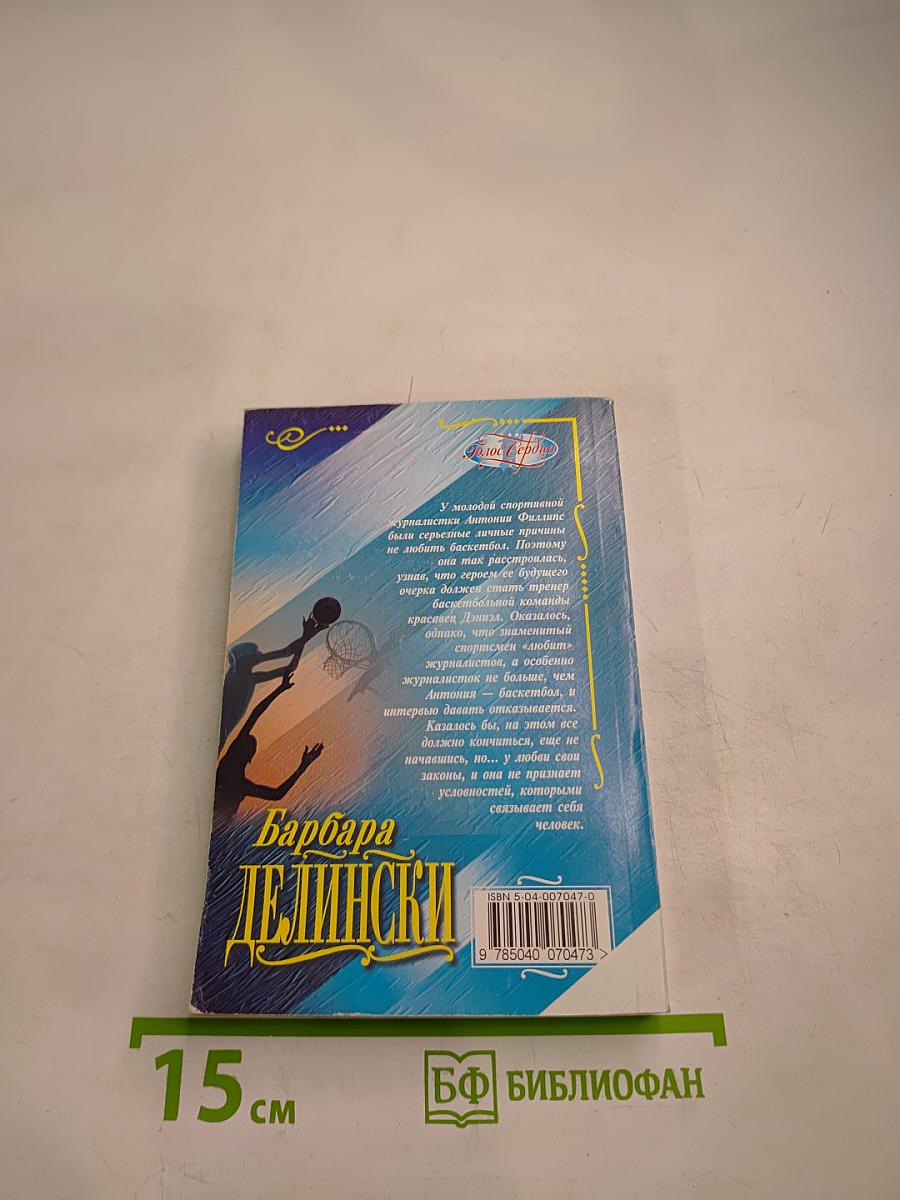 Голос Сердца
У молодой спортивной
журналистки Антонии Филлипс
были серьезные личные причины
не любить баскетбол. Поэтому
она так расстроилась,
узнав, что героем ее будущего
очерка должен стать тренер
баскетбольной команды
красавец Дэниэл. Оказалось,
однако, что знаменитый
спортсмен «любит»
журналистов, а особенно
журналисток не больше, чем
Антония — баскетбол, и
интервью давать отказывается.
Казалось бы, на этом все
должно кончиться, еще не
начавшись, но... у любви свои
законы, и она не признает
условностей, которыми
связывает себя
человек.
Барбара
ДЕЛИНСКИ
ISBN 5-04-007047-0
9 785040 070473 >
15 см
БФ БИБЛИОФАН